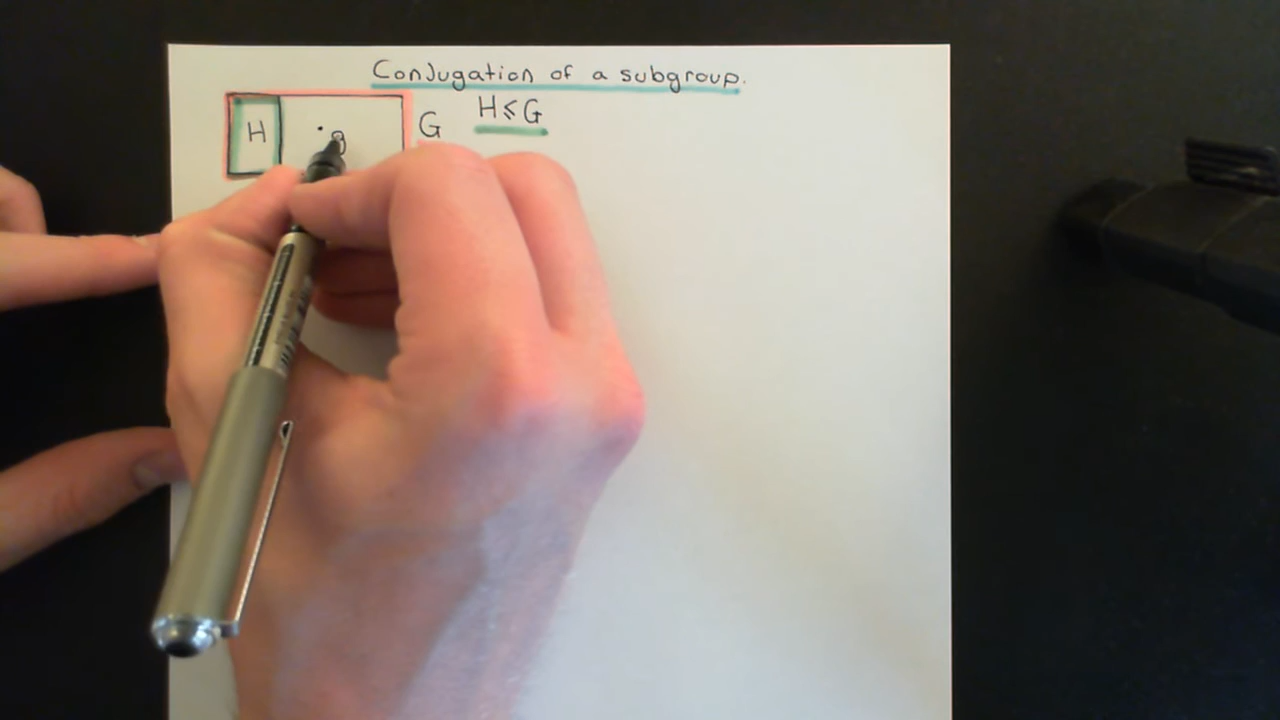 Conjugation of a subgroup.
H . g G H ≤ G